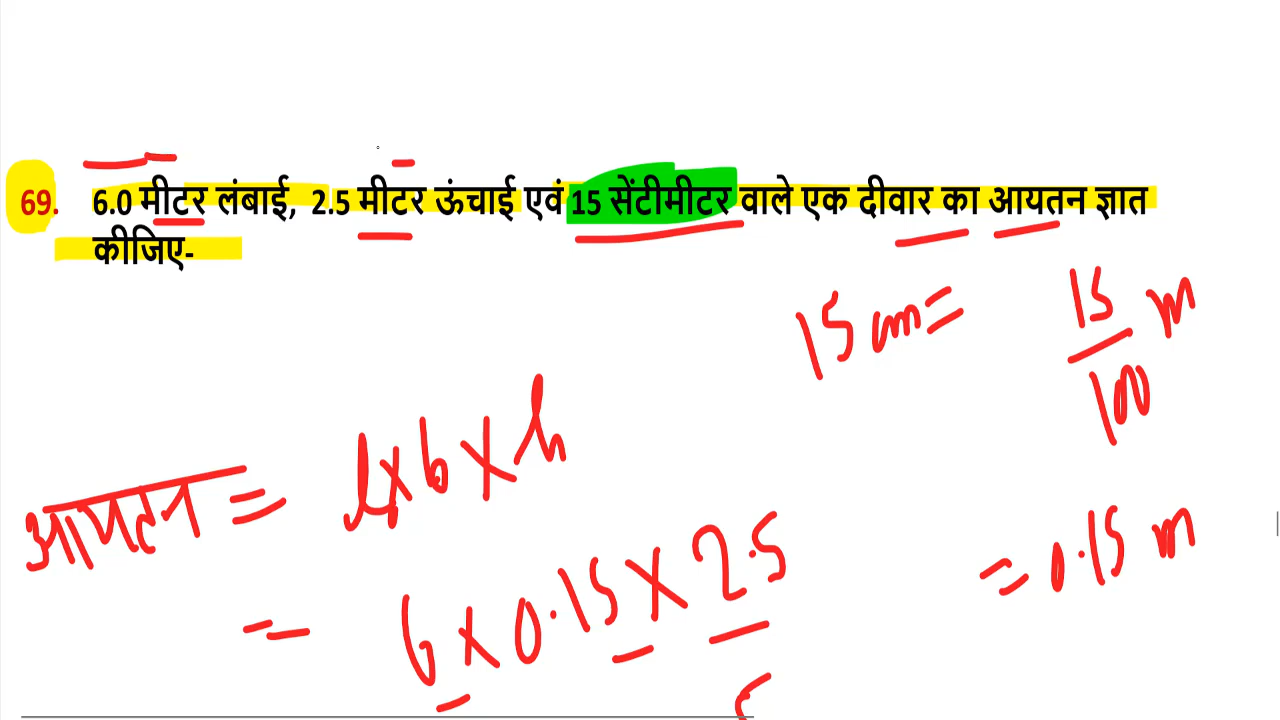 69. 6.0 मीटर लंबाई, 2.5 मीटर ऊंचाई एवं 15 सेंटीमीटर वाले एक दीवार का आयतन ज्ञात
कीजिए-
15 cm = 15/100 m
आयतन = l × b × h
= 0.15 m
= 6 × 0.15 × 2.5